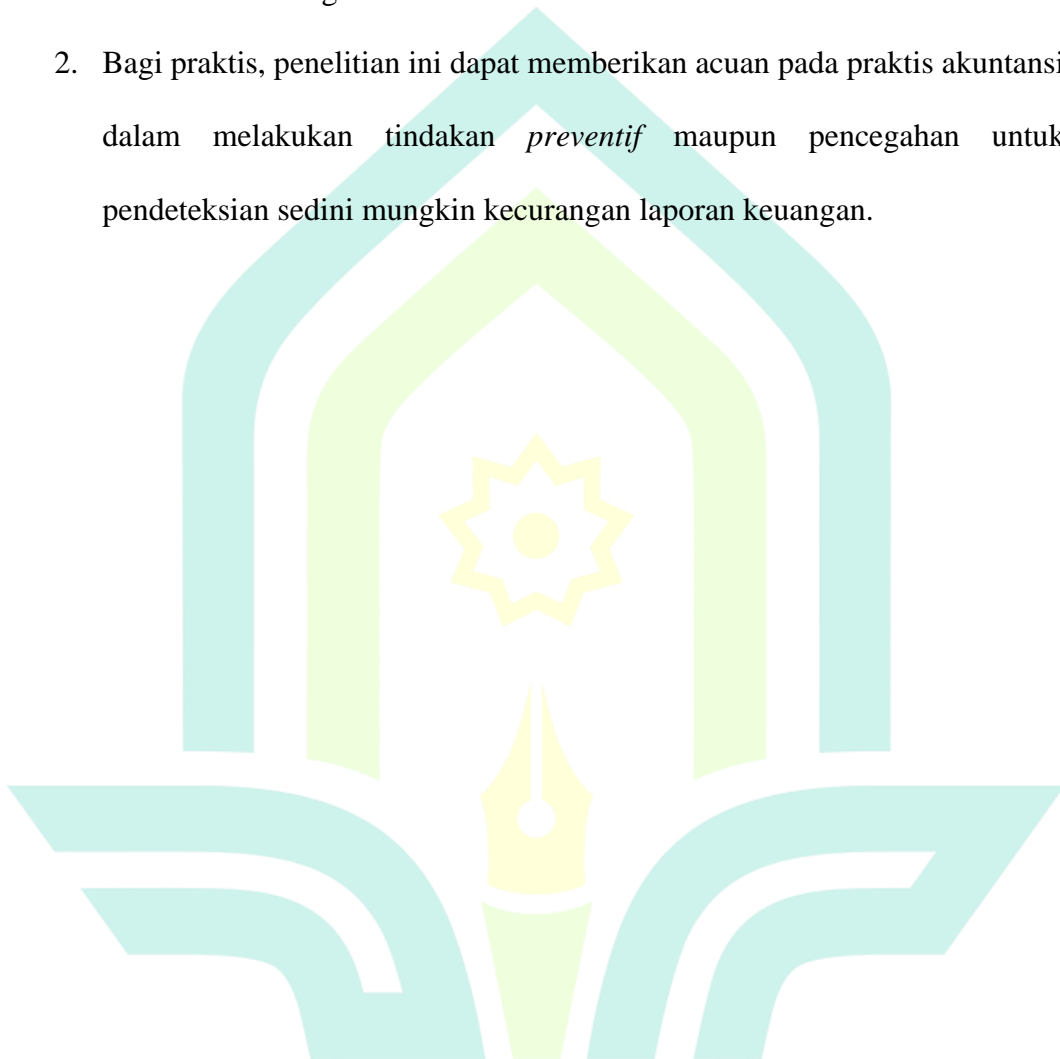 2. Bagi praktis, penelitian ini dapat memberikan acuan pada praktis akuntansi
dalam melakukan tindakan preventif maupun pencegahan untuk
pendeteksian sedini mungkin kecurangan laporan keuangan.